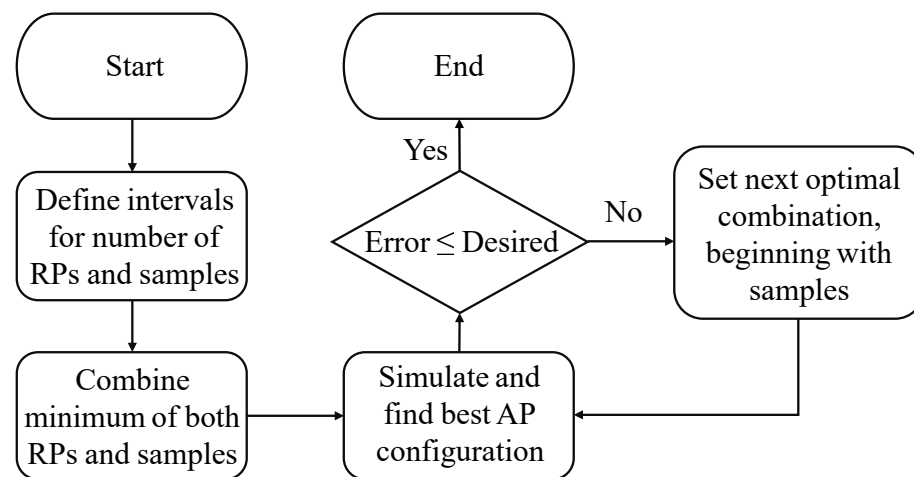 Start
Define intervals
for number of
RPs and samples
Combine
minimum of both
RPs and samples
Simulate and
find best AP
configuration
Error ≤ Desired
Yes
End
No
Set next optimal
combination,
beginning with
samples